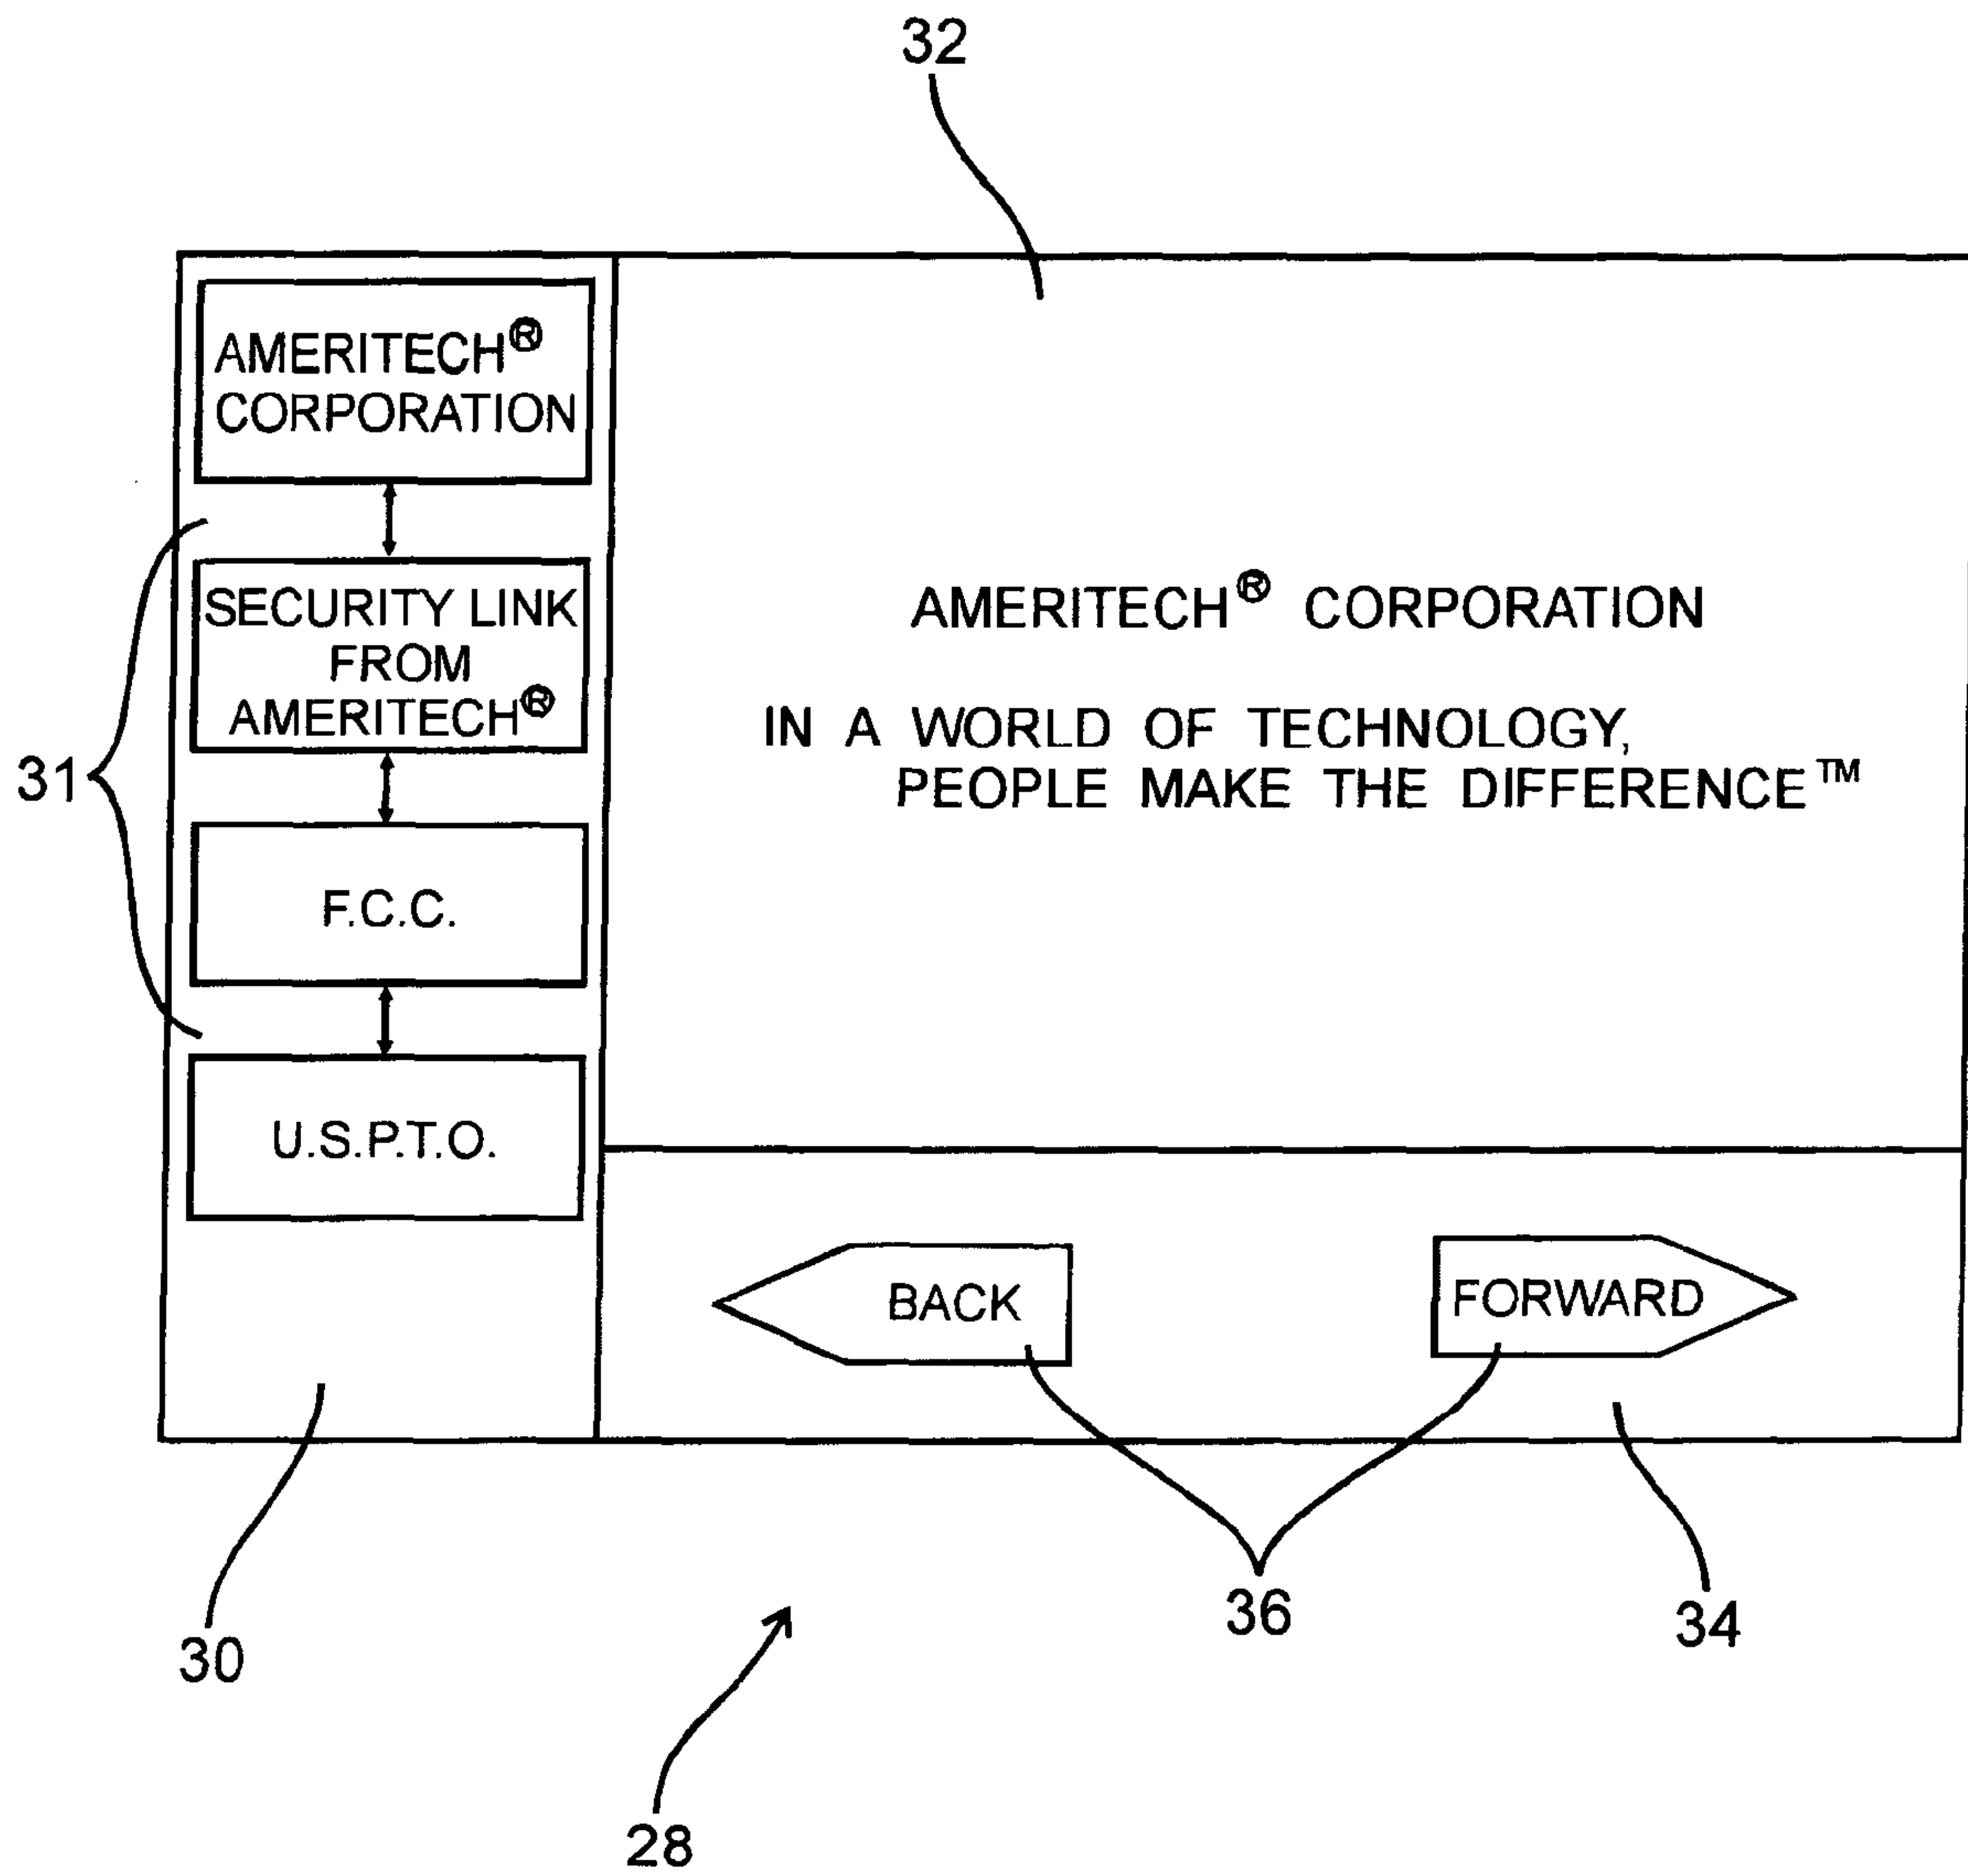 32
AMERITECH®
CORPORATION
SECURITY LINK
FROM
AMERITECH®
F.C.C.
U.S.P.T.O.
31
AMERITECH® CORPORATION
IN A WORLD OF TECHNOLOGY,
PEOPLE MAKE THE DIFFERENCE™
BACK
FORWARD
30
36
34
28